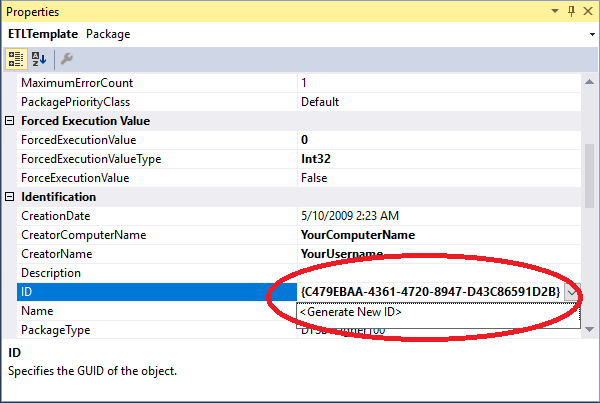 Properties
ETLTemplate Package
MaximumErrorCount 1
PackagePriorityClass Default
Forced Execution Value
ForcedExecutionValue 0
ForcedExecutionValueType Int32
ForceExecutionValue False
Identification
CreationDate 5/10/2009 2:23 AM
CreatorComputerName YourComputerName
CreatorName YourUsername
Description
ID {C479EBAA-4361-4720-8947-D43C86591D2B}
Name <Generate New ID>
PackageType
ID
Specifies the GUID of the object.